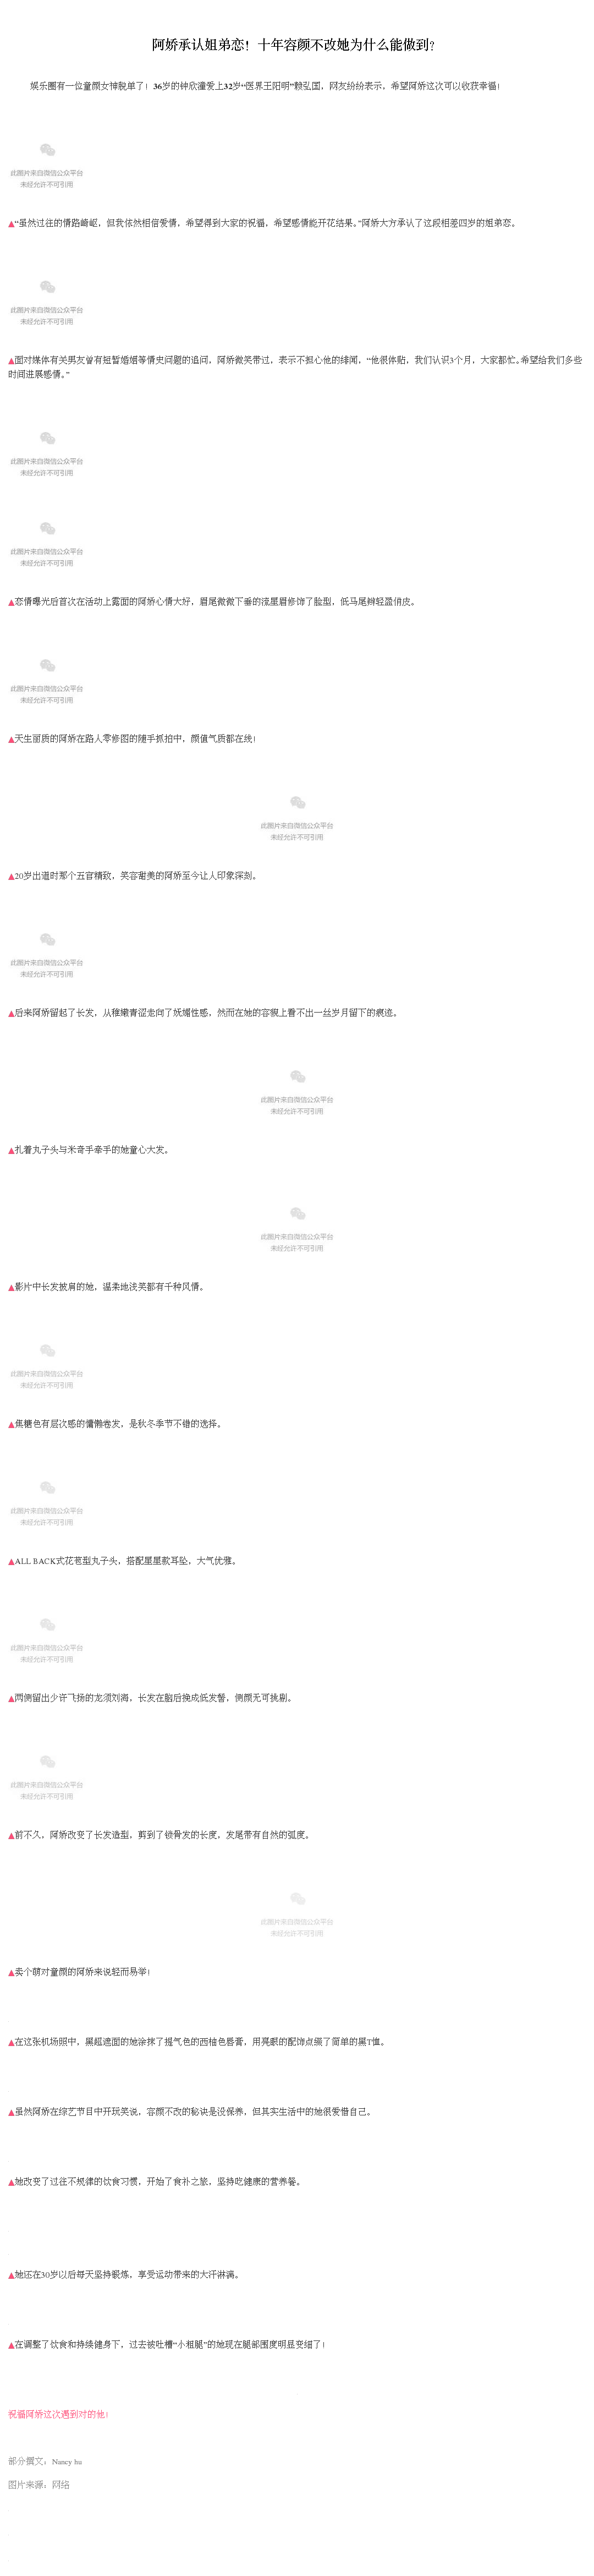 阿娇承认姐弟恋！十年容颜不改她为什么能做到？
娱乐圈有一位童颜女神脱单了！36岁的钟欣潼爱上32岁“医界王阳明”赖弘国，网友纷纷表示，希望阿娇这次可以收获幸福！
此图片来自微信公众平台
未经允许不可引用
▲“虽然过往的情路崎岖，但我依然相信爱情，希望得到大家的祝福，希望感情能开花结果。”阿娇大方承认了这段相差四岁的姐弟恋。
此图片来自微信公众平台
未经允许不可引用
▲面对媒体有关男友曾有短暂婚姻等情史问题的追问，阿娇微笑带过，表示不担心他的绯闻，“他很体贴，我们认识3个月，大家都忙。希望给我们多些
时间进展感情。”
此图片来自微信公众平台
未经允许不可引用
此图片来自微信公众平台
未经允许不可引用
▲恋情曝光后首次在活动上露面的阿娇心情大好，眉尾微微下垂的流星眉修饰了脸型，低马尾辫轻盈俏皮。
此图片来自微信公众平台
未经允许不可引用
▲天生丽质的阿娇在路人零修图的随手抓拍中，颜值气质都在线！
此图片来自微信公众平台
未经允许不可引用
▲20岁出道时那个五官精致，笑容甜美的阿娇至今让人印象深刻。
此图片来自微信公众平台
未经允许不可引用
▲后来阿娇留起了长发，从稚嫩青涩走向了妩媚性感，然而在她的容貌上看不出一丝岁月留下的痕迹。
此图片来自微信公众平台
未经允许不可引用
▲扎着丸子头与米奇手牵手的她童心大发。
此图片来自微信公众平台
未经允许不可引用
▲影片中长发披肩的她，温柔地浅笑都有千种风情。
此图片来自微信公众平台
未经允许不可引用
▲焦糖色有层次感的慵懒卷发，是秋冬季节不错的选择。
此图片来自微信公众平台
未经允许不可引用
▲ALL BACK式花苞型丸子头，搭配星星款耳坠，大气优雅。
此图片来自微信公众平台
未经允许不可引用
▲两侧留出少许飞扬的龙须刘海，长发在脑后挽成低发髻，侧颜无可挑剔。
此图片来自微信公众平台
未经允许不可引用
▲前不久，阿娇改变了长发造型，剪到了锁骨发的长度，发尾带有自然的弧度。
此图片来自微信公众平台
未经允许不可引用
▲卖个萌对童颜的阿娇来说轻而易举！
▲在这张机场照中，黑超遮面的她涂抹了提气色的西柚色唇膏，用亮眼的配饰点缀了简单的黑T恤。
▲虽然阿娇在综艺节目中开玩笑说，容颜不改的秘诀是没保养，但其实生活中的她很爱惜自己。
▲她改变了过往不规律的饮食习惯，开始了食补之旅，坚持吃健康的营养餐。
▲她还在30岁以后每天坚持锻炼，享受运动带来的大汗淋漓。
▲在调整了饮食和持续健身下，过去被吐槽“小粗腿”的她现在腿部围度明显变细了！
祝福阿娇这次遇到对的他！
部分撰文：Nancy hu
图片来源：网络